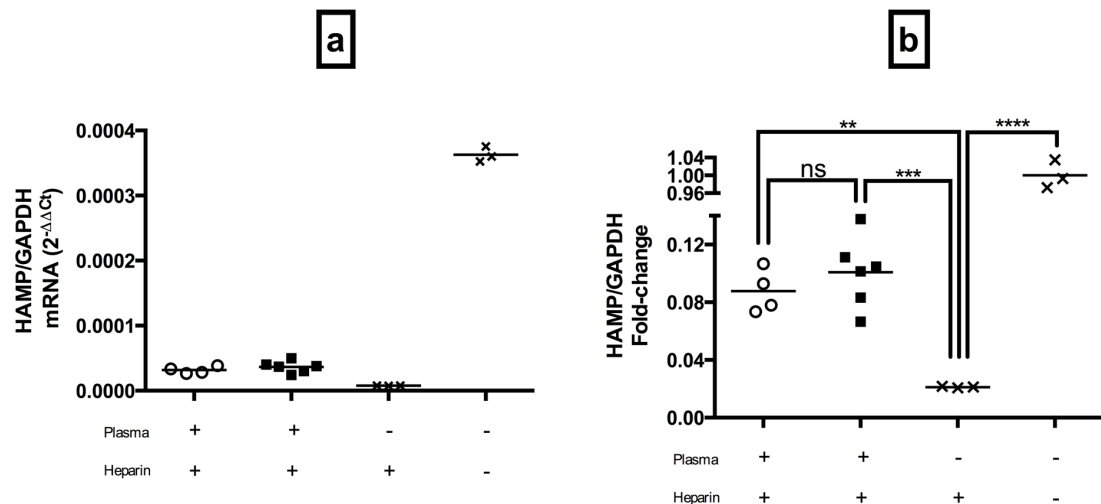 a
b
0.0004
0.0003
0.0002
0.0001
0.0000
HAMP/GAPDH
mRNA (2-ΔΔCt)
Plasma + + - -
Heparin + + + -
** ****
ns ***
1.04
1.00
0.96
0.12
0.08
0.04
0.00
HAMP/GAPDH
Fold-change
Plasma + + - -
Heparin + + + -